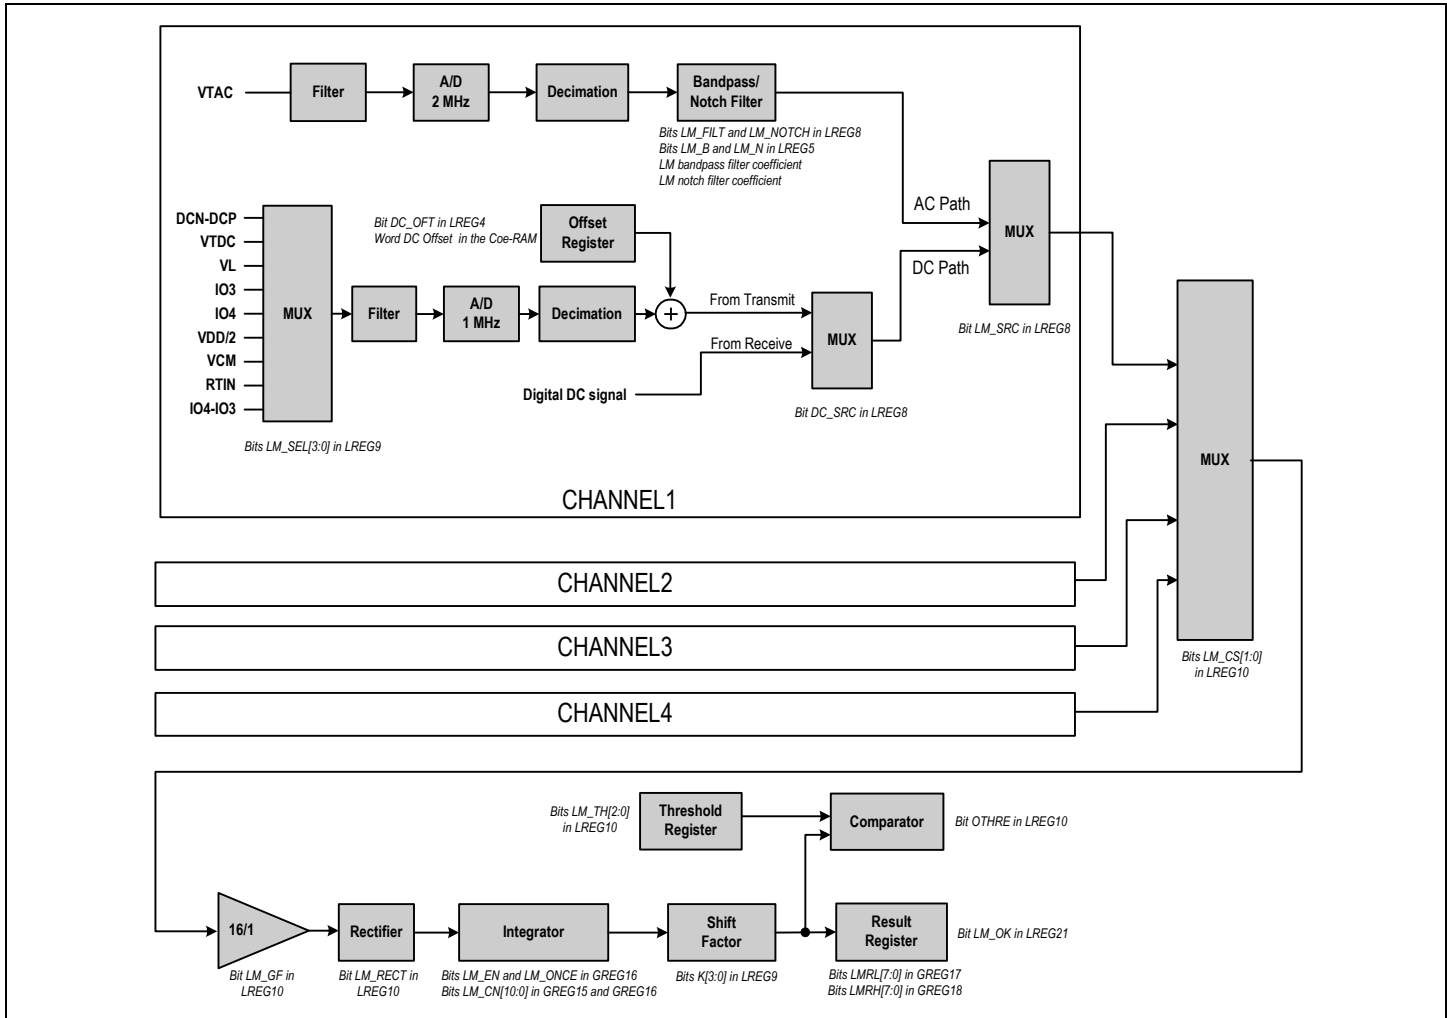 VTAC
Filter
A/D
2 MHz
Decimation
Bandpass/
Notch Filter
Bits LM_FILT and LM_NOTCH in LREG8
Bits LM_B and LM_N in LREG5
LM bandpass filter coefficient
LM notch filter coefficient
AC Path
DC Path
MUX
Bit LM_SRC in LREG8
DCN-DCP
VTDC
VL
IO3
IO4
VDD/2
VCM
RTIN
IO4-IO3
MUX
Bits LM_SEL[3:0] in LREG9
Filter
A/D
1 MHz
Decimation
Bit DC_OFT in LREG4
Word DC Offset in the Coe-RAM
Offset
Register
+
From Transmit
From Receive
Digital DC signal
MUX
Bit DC_SRC in LREG8
CHANNEL1
CHANNEL2
CHANNEL3
CHANNEL4
MUX
Bits LM_CS[1:0]
in LREG10
Bits LM_TH[2:0]
in LREG10
Threshold
Register
Comparator
Bit OTHRE in LREG10
16/1
Bit LM_GF in
LREG10
Rectifier
Bit LM_RECT in
LREG10
Integrator
Bits LM_EN and LM_ONCE in GREG16
Bits LM_CN[10:0] in GREG15 and GREG16
Shift
Factor
Bits K[3:0] in LREG9
Result
Register
Bit LM_OK in LREG21
Bits LMRL[7:0] in GREG17
Bits LMRH[7:0] in GREG18